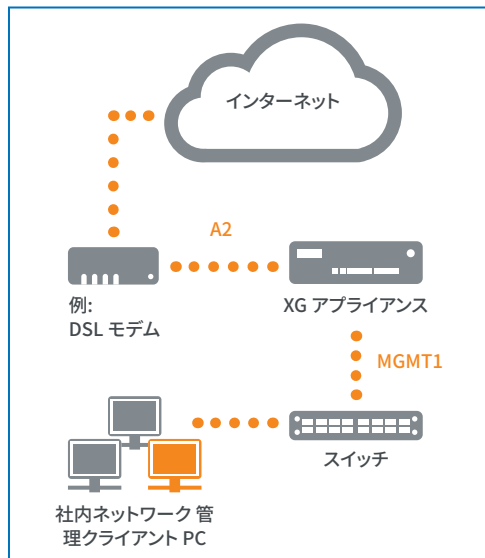 インターネット
A2
例:
DSL モデム
XG アプライアンス
MGMT1
スイッチ
社内ネットワーク 管
理クライアント PC